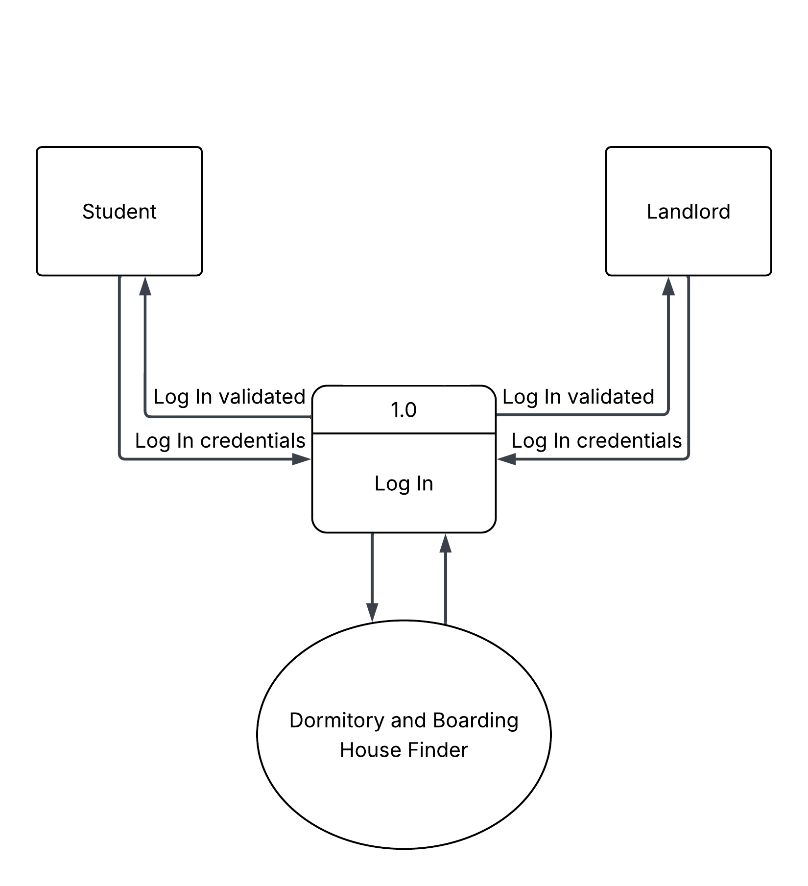 Student
Landlord
Log In validated
Log In validated
1.0
Log In credentials
Log In credentials
Log In
Dormitory and Boarding
House Finder